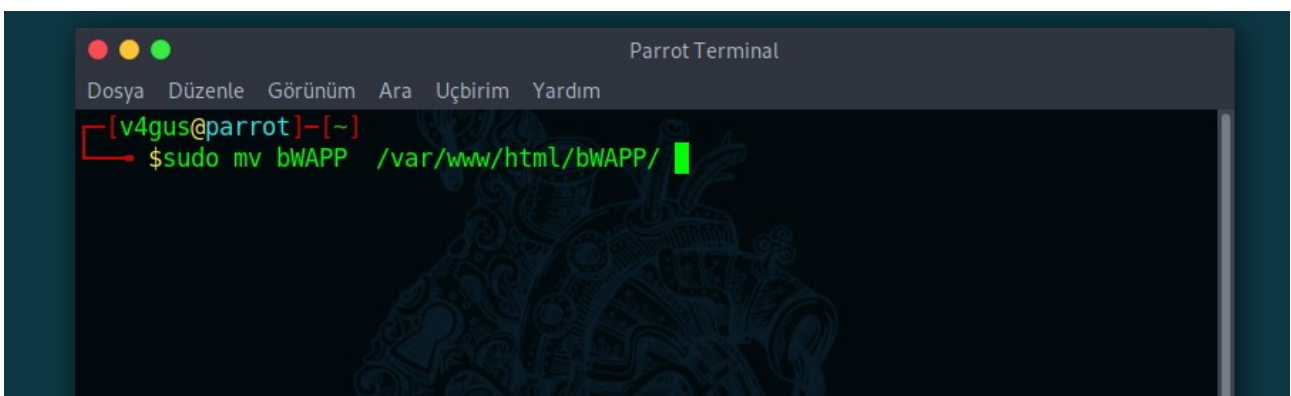 Parrot Terminal
Dosya Düzenle Görünüm Ara Uçbirim Yardım
[v4gus@parrot]-[~]
$sudo mv bWAPP  /var/www/html/bWAPP/